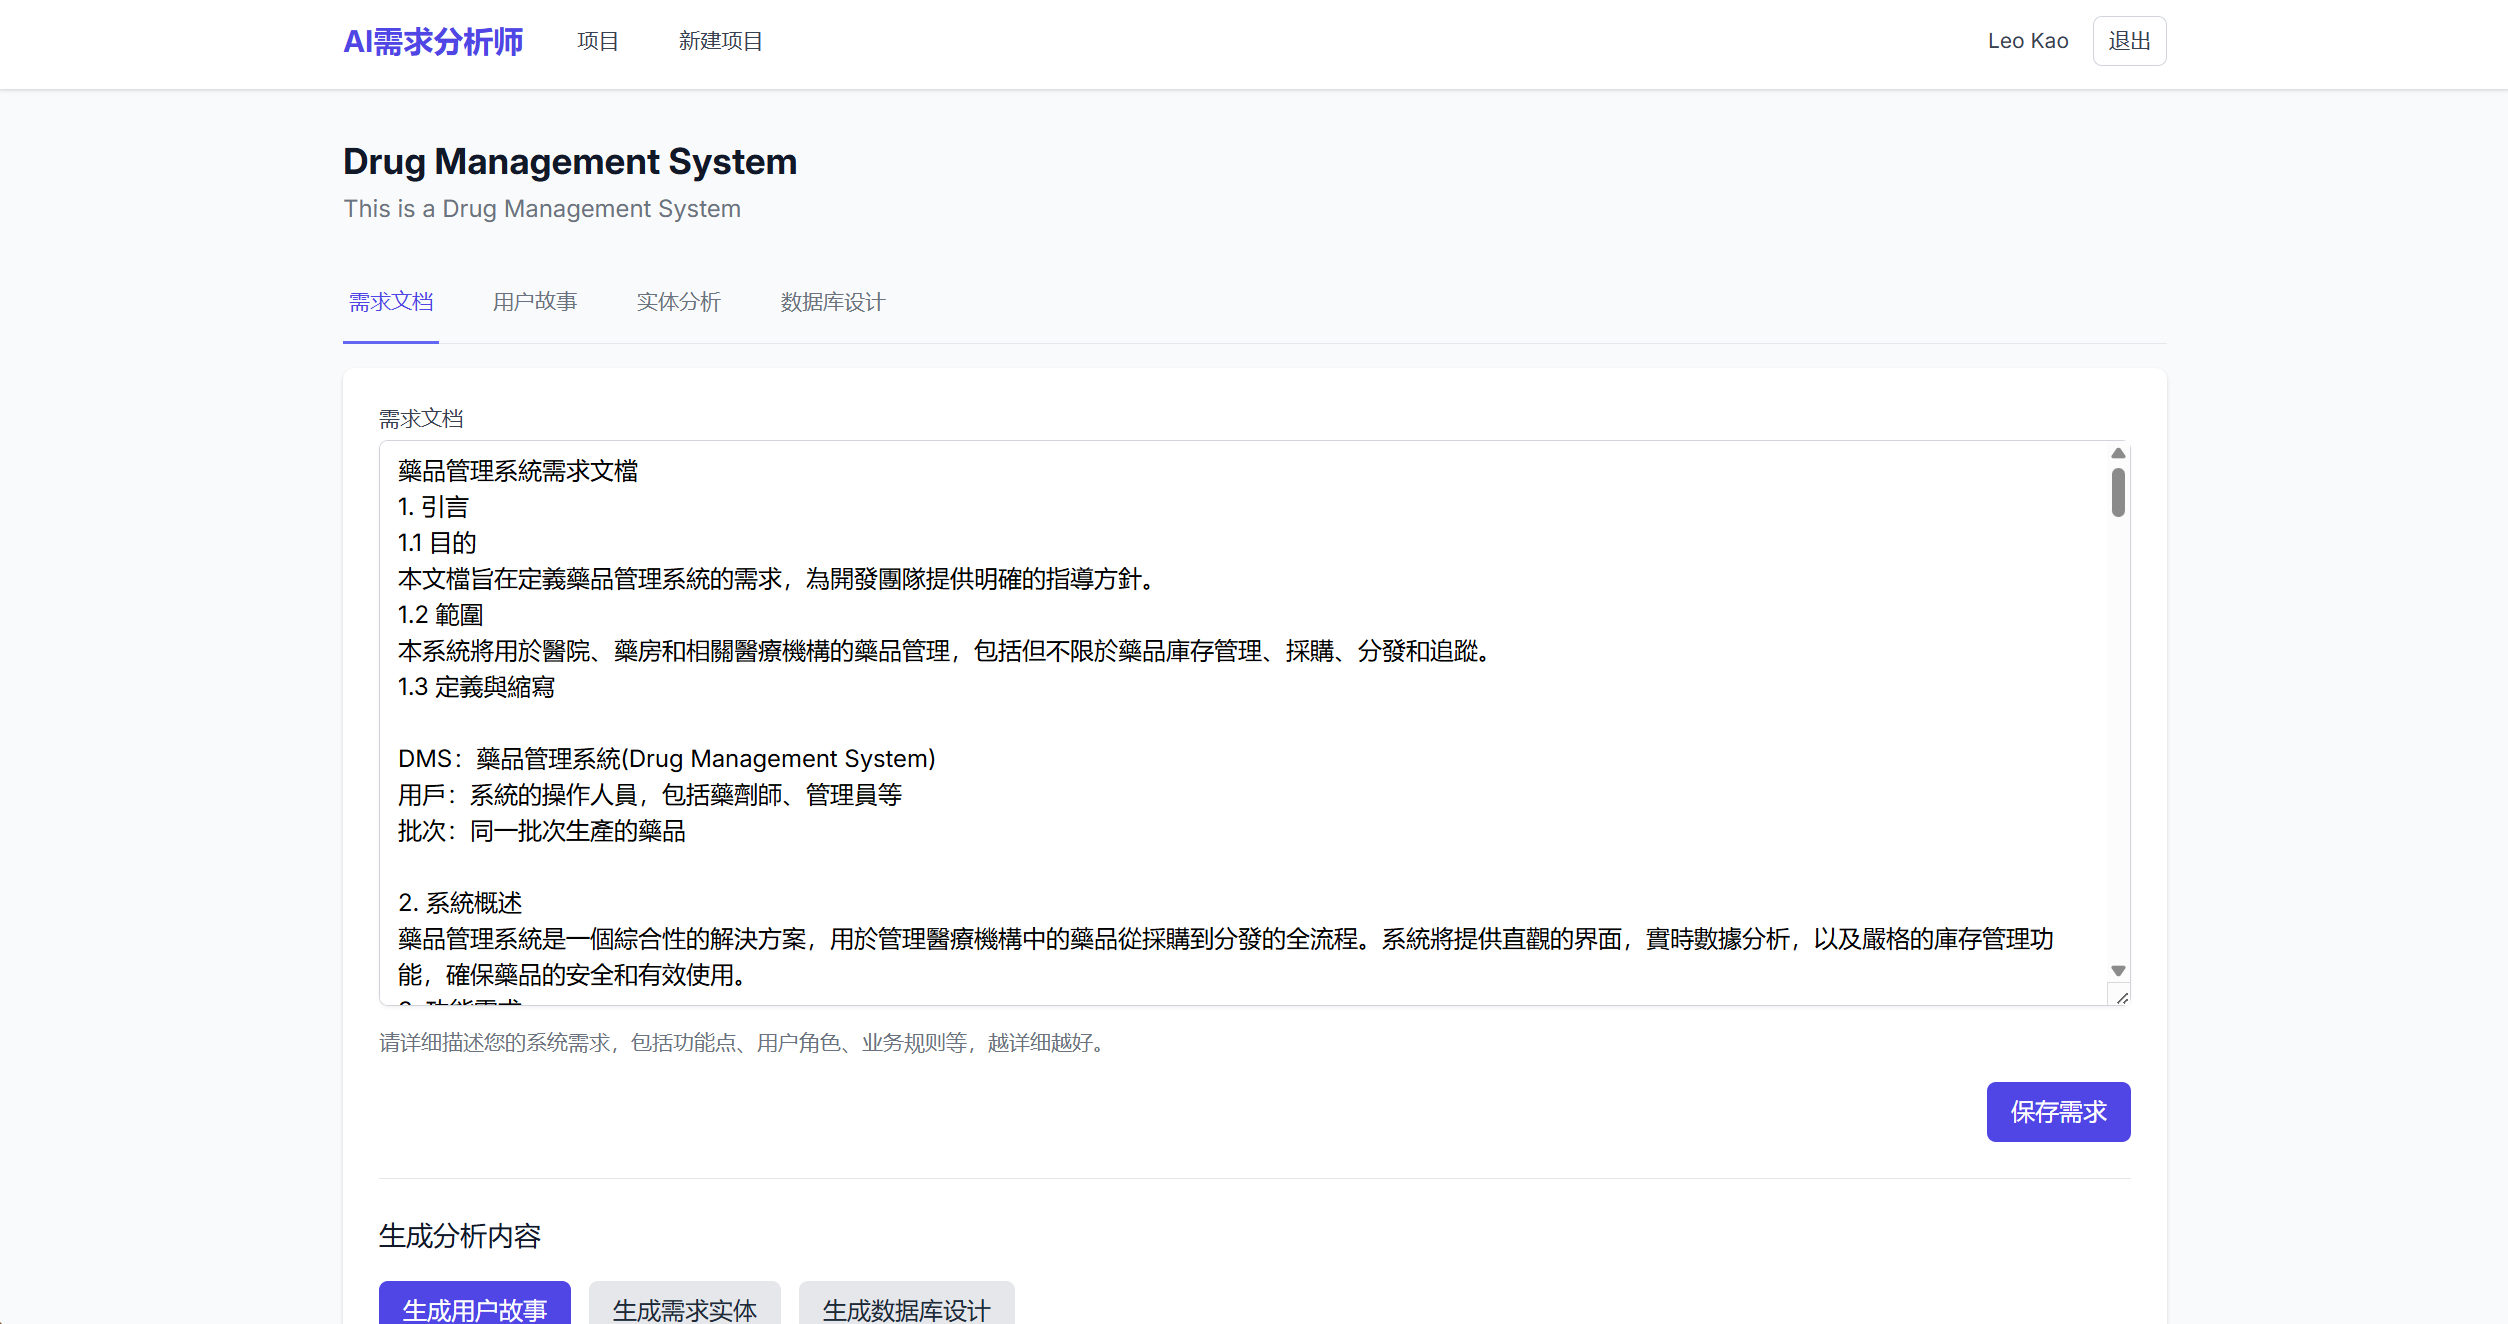 AI需求分析师
项目
新建项目
Leo Kao
退出
Drug Management System
This is a Drug Management System
需求文档
用户故事
实体分析
数据库设计
需求文档
藥品管理系統需求文檔
1. 引言
1.1 目的
本文檔旨在定義藥品管理系統的需求，為開發團隊提供明確的指導方針。
1.2 範圍
本系統將用於醫院、藥房和相關醫療機構的藥品管理，包括但不限於藥品庫存管理、採購、分發和追蹤。
1.3 定義與縮寫
DMS：藥品管理系統(Drug Management System)
用戶：系統的操作人員，包括藥劑師、管理員等
批次：同一批次生產的藥品
2. 系統概述
藥品管理系統是一個綜合性的解決方案，用於管理醫療機構中的藥品從採購到分發的全流程。系統將提供直觀的界面，實時數據分析，以及嚴格的庫存管理功
能，確保藥品的安全和有效使用。
请详细描述您的系统需求，包括功能点、用户角色、业务规则等，越详细越好。
保存需求
生成分析内容
生成用户故事
生成需求实体
生成数据库设计